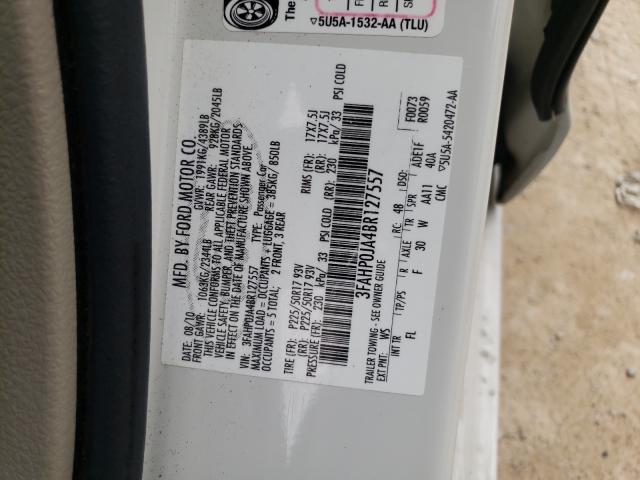 The
▽5U5A-1532-AA (TLU)
MFD. BY FORD MOTOR CO.
DATE: 08/10 GVWR: 1991KG/4389LB
FRONT GAWR: 1063KG/2344LB REAR GAWR: 928KG/2045LB
THIS VEHICLE CONFORMS TO ALL APPLICABLE FEDERAL MOTOR
VEHICLE SAFETY, BUMPER, AND THEFT PREVENTION STANDARDS
IN EFFECT ON THE DATE OF MANUFACTURE SHOWN ABOVE.
VIN: 3FAHP0JA4BR127557 TYPE: Passenger Car
MAXIMUM LOAD = OCCUPANTS + LUGGAGE = 385KG/ 850LB
OCCUPANTS = 5 TOTAL; 2 FRONT, 3 REAR
TIRE (FR): P225/50R17 93V RIMS (FR): 17X7.5J
(RR): P225/50R17 93V (RR): 17X7.5J
PRESSURE (FR): 230 kPa/ 33 PSI COLD (RR): 230 kPa/ 33 PSI COLD
3FAHP0JA4BR127557
F0073
R0059
TRAILER TOWING - SEE OWNER GUIDE
EXT PNT: WS RC: 48 DSO:
INT TR TP/PS R AXLE TR SPR ADE1F
FL F 30 W AA11 40A
CMC ▽5U5A-5420472-AA